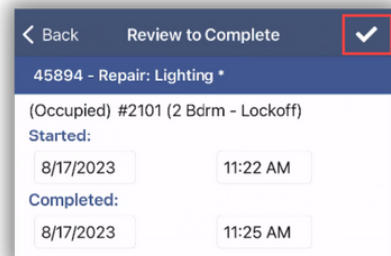 Back Review to Complete
45894 - Repair: Lighting *
(Occupied) #2101 (2 Bdrm - Lockoff)
Started:
8/17/2023 11:22 AM
Completed:
8/17/2023 11:25 AM